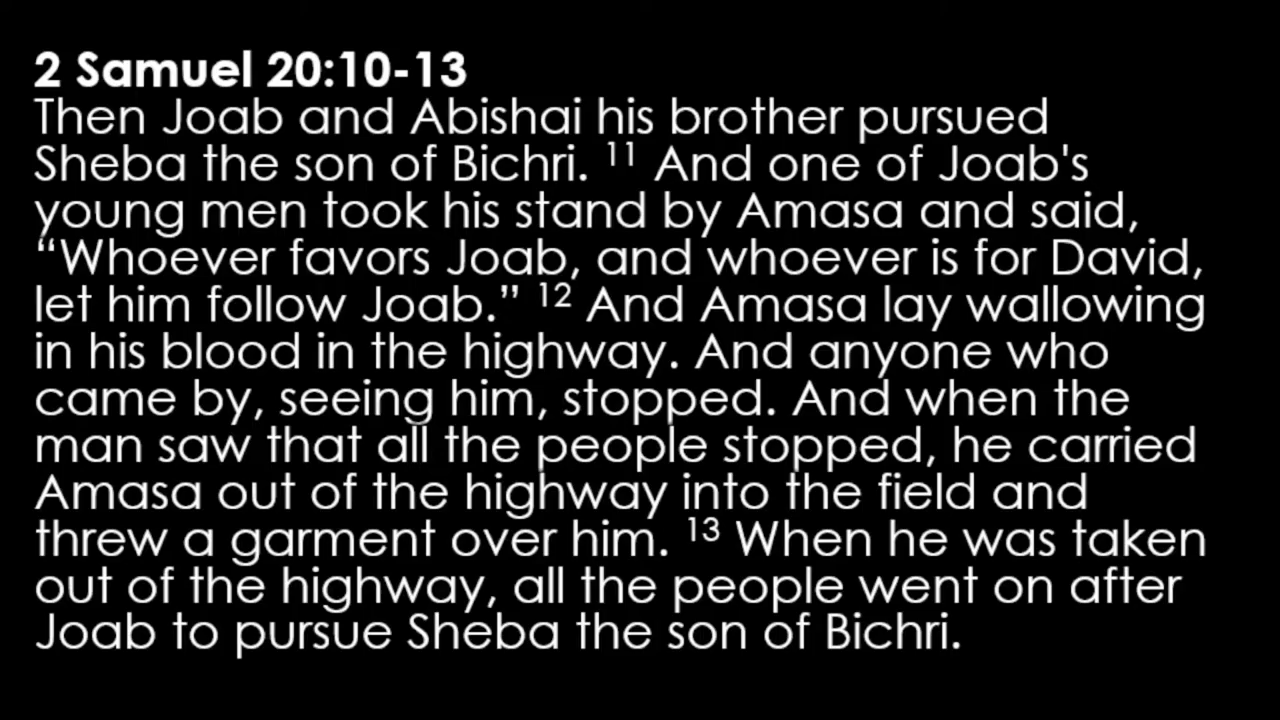 2 Samuel 20:10-13
Then Joab and Abishai his brother pursued
Sheba the son of Bichri. 11 And one of Joab's
young men took his stand by Amasa and said,
“Whoever favors Joab, and whoever is for David,
let him follow Joab.” 12 And Amasa lay wallowing
in his blood in the highway. And anyone who
came by, seeing him, stopped. And when the
man saw that all the people stopped, he carried
Amasa out of the highway into the field and
threw a garment over him. 13 When he was taken
out of the highway, all the people went on after
Joab to pursue Sheba the son of Bichri.